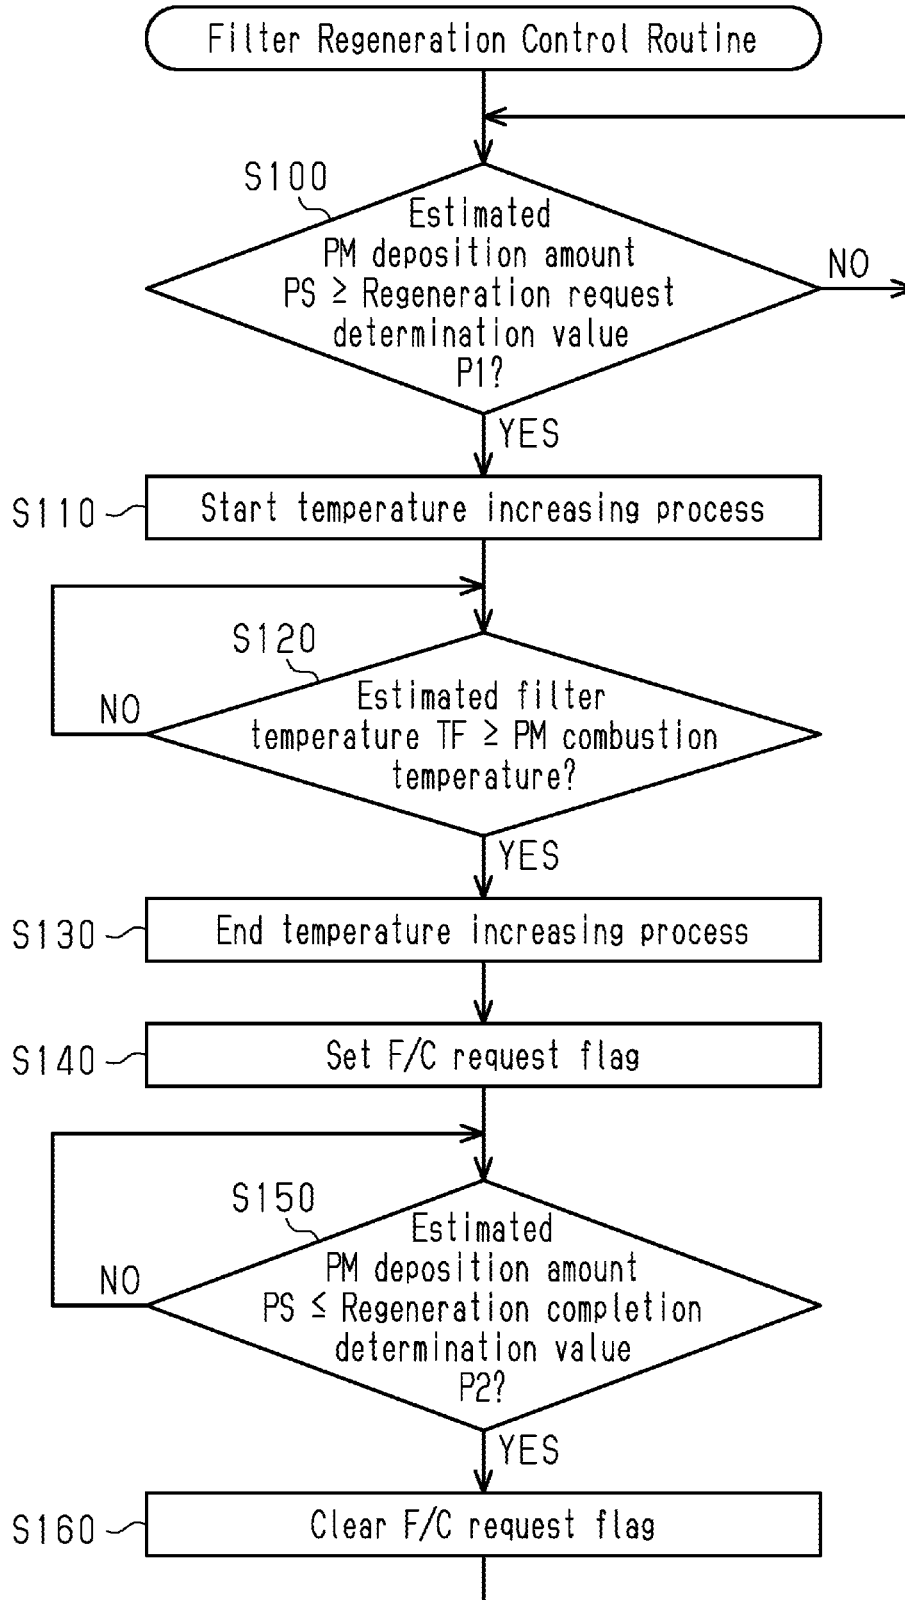 Filter Regeneration Control Routine
S100
Estimated
PM deposition amount
PS ≥ Regeneration request
determination value
P1?
NO
YES
S110
Start temperature increasing process
S120
Estimated filter
temperature TF ≥ PM combustion
temperature?
NO
YES
S130
End temperature increasing process
S140
Set F/C request flag
S150
Estimated
PM deposition amount
PS ≤ Regeneration completion
determination value
P2?
NO
YES
S160
Clear F/C request flag